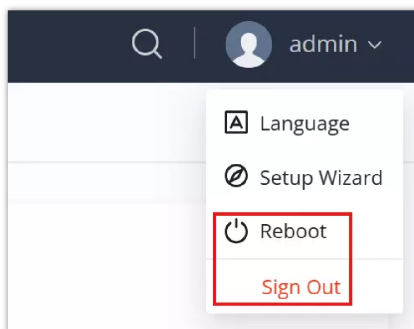 admin
Language
Setup Wizard
Reboot
Sign Out